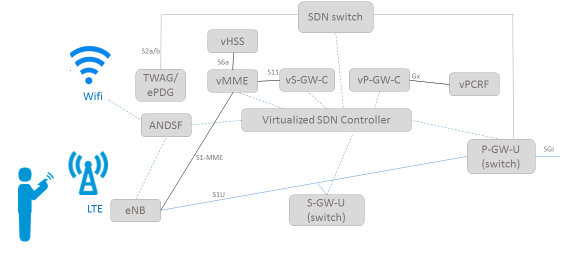 SDN switch
S2a/b
vHSS
S6a
TWAG/
ePDG
vMME
S11
vS-GW-C
vP-GW-C
Gx
vPCRF
Wifi
ANDSF
Virtualized SDN Controller
S1-MME
P-GW-U
(switch)
SGi
S1U
LTE
eNB
S-GW-U
(switch)